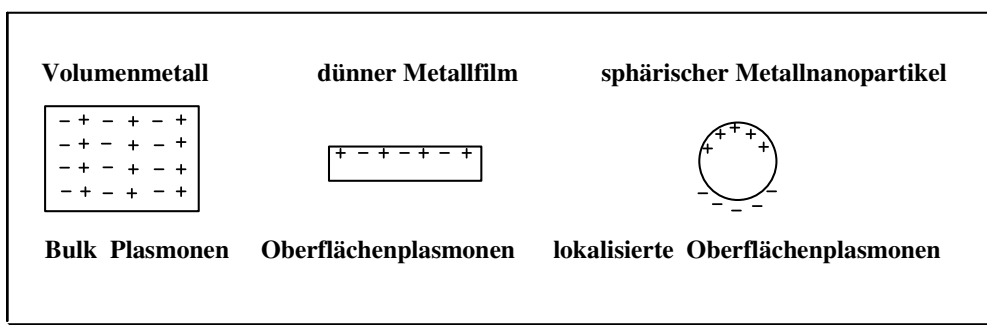 Volumenmetall dünner Metallfilm sphärischer Metallnanopartikel
− + − + − +
− + − + − +
− + − + − +
− + − + − +
+ − + − + − +
+ + + + +
− − − − −
Bulk Plasmonen Oberflächenplasmonen lokalisierte Oberflächenplasmonen